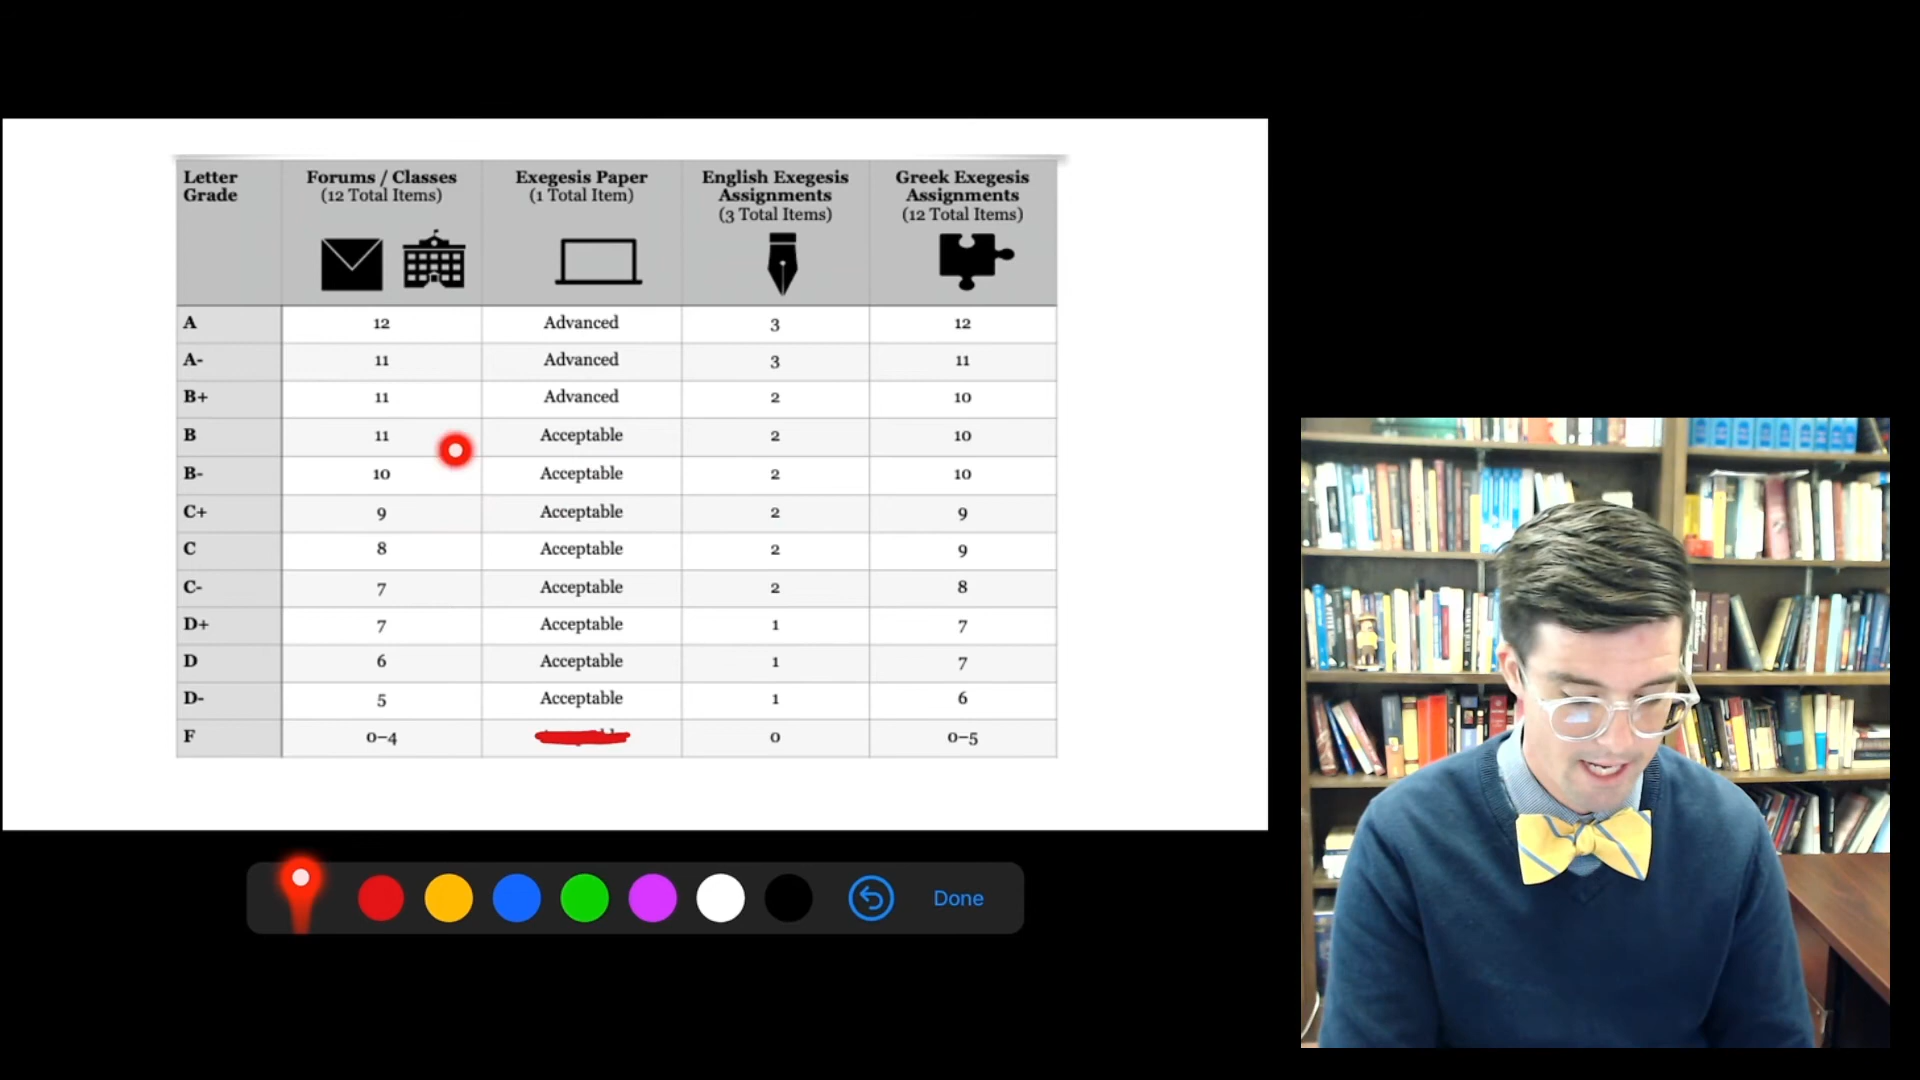 Letter Grade
Forums / Classes (12 Total Items)
Exegesis Paper (1 Total Item)
English Exegesis Assignments (3 Total Items)
Greek Exegesis Assignments (12 Total Items)
A 12 Advanced 3 12
A- 11 Advanced 3 11
B+ 11 Advanced 2 10
B 11 Acceptable 2 10
B- 10 Acceptable 2 10
C+ 9 Acceptable 2 9
C 8 Acceptable 2 9
C- 7 Acceptable 2 8
D+ 7 Acceptable 1 7
D 6 Acceptable 1 7
D- 5 Acceptable 1 6
F 0–4 0 0–5
Done